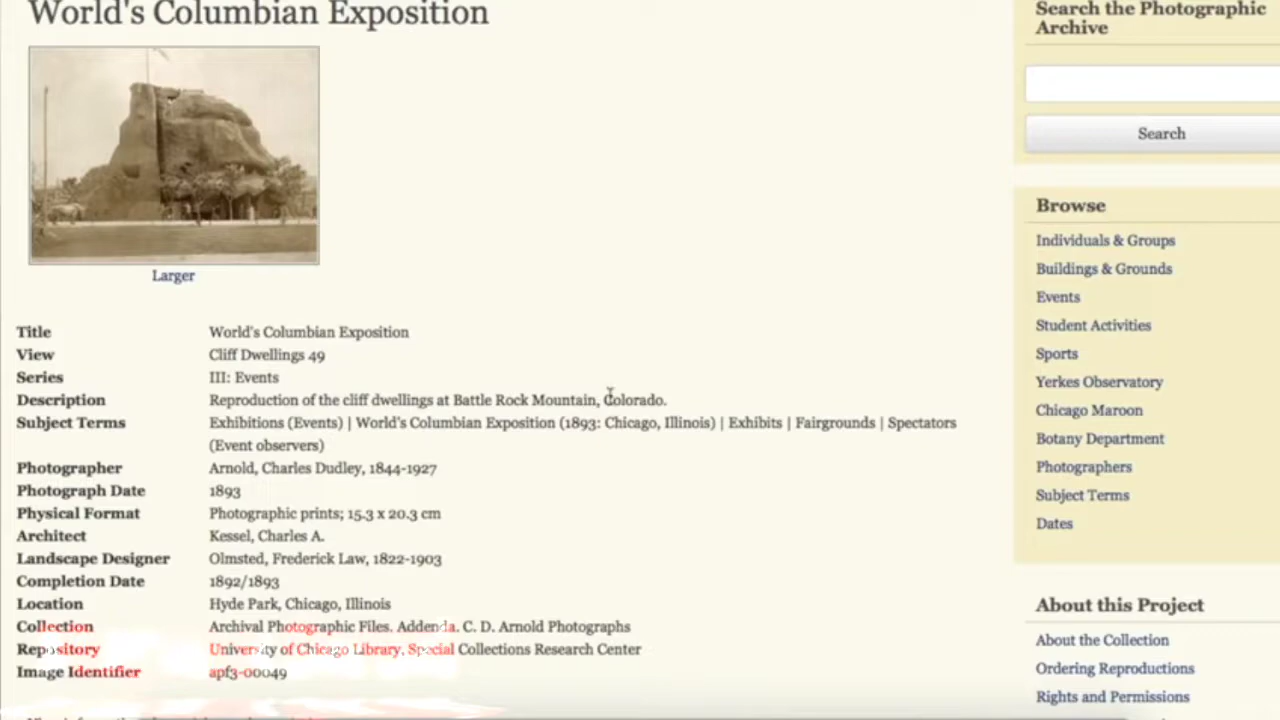 World's Columbian Exposition
Larger
Title World's Columbian Exposition
View Cliff Dwellings 49
Series III: Events
Description Reproduction of the cliff dwellings at Battle Rock Mountain, Colorado.
Subject Terms Exhibitions (Events) | World's Columbian Exposition (1893: Chicago, Illinois) | Exhibits | Fairgrounds | Spectators
(Event observers)
Photographer Arnold, Charles Dudley, 1844-1927
Photograph Date 1893
Physical Format Photographic prints; 15.3 x 20.3 cm
Architect Kessel, Charles A.
Landscape Designer Olmsted, Frederick Law, 1822-1903
Completion Date 1892/1893
Location Hyde Park, Chicago, Illinois
Collection Archival Photographic Files. Addenda. C. D. Arnold Photographs
Repository University of Chicago Library, Special Collections Research Center
Image Identifier apf3-00049
Search the Photographic
Archive
Search
Browse
Individuals & Groups
Buildings & Grounds
Events
Student Activities
Sports
Yerkes Observatory
Chicago Maroon
Botany Department
Photographers
Subject Terms
Dates
About this Project
About the Collection
Ordering Reproductions
Rights and Permissions